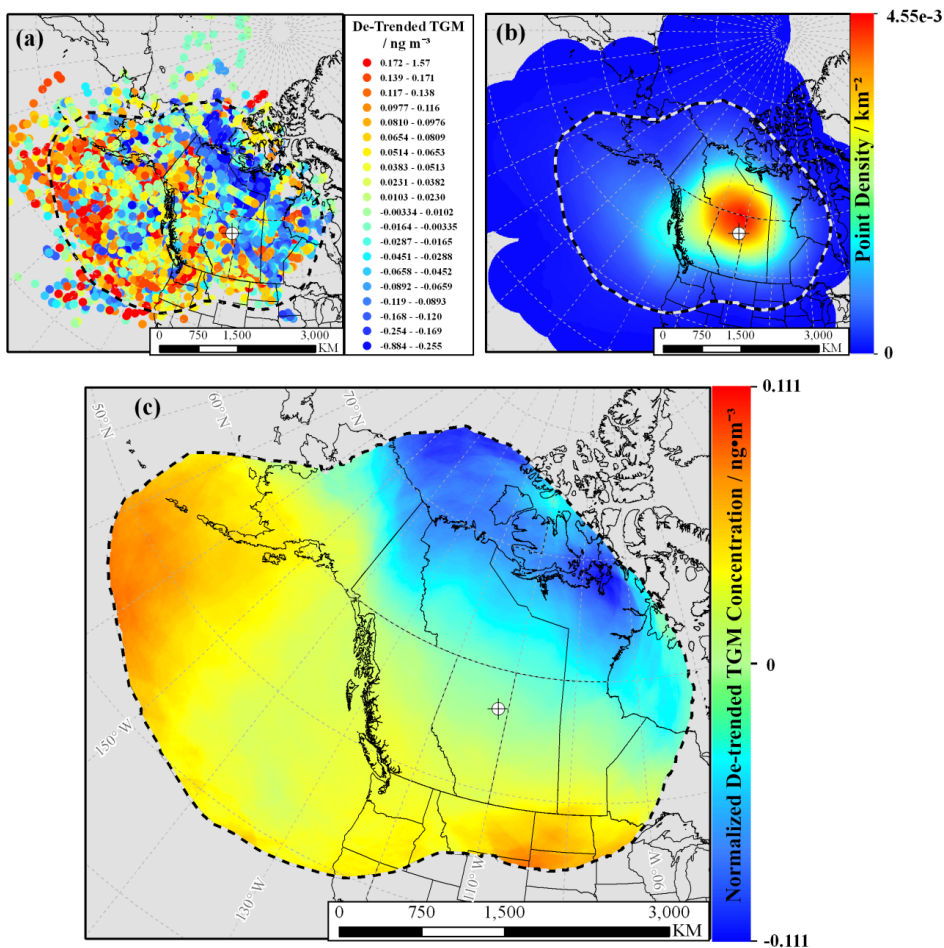 (a)
De-Trended TGM
/ ng m⁻³
0.172 - 1.57
0.139 - 0.171
0.117 - 0.138
0.0977 - 0.116
0.0810 - 0.0976
0.0654 - 0.0809
0.0514 - 0.0653
0.0383 - 0.0513
0.0231 - 0.0382
0.0103 - 0.0230
-0.00334 - 0.0102
-0.0164 - -0.00335
-0.0287 - -0.0165
-0.0451 - -0.0288
-0.0658 - -0.0452
-0.0892 - -0.0659
-0.119 - -0.0893
-0.168 - -0.120
-0.254 - -0.169
-0.884 - -0.255
0 750 1,500 3,000
KM
(b)
4.55e-3
Point Density / km⁻²
0
0 750 1,500 3,000
KM
(c)
50° N
60° N
70° N
150° W
130° W
110° W
90° W
0 750 1,500 3,000
KM
0.111
Normalized De-trended TGM Concentration / ng•m⁻³
0
-0.111